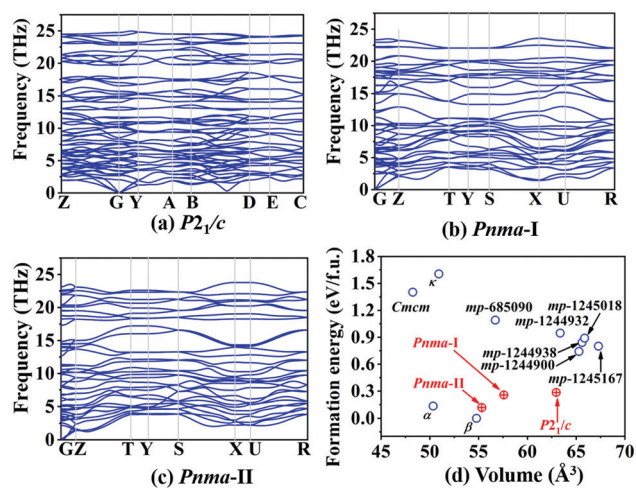 Frequency (THz)
25
20
15
10
5
0
Z G Y A B D E C
(a) P2₁/c
Frequency (THz)
25
20
15
10
5
0
G Z T Y S X U R
(b) Pnma-I
Frequency (THz)
25
20
15
10
5
0
G Z T Y S X U R
(c) Pnma-II
Formation energy (eV/f.u.)
1.8
1.5
1.2
0.9
0.6
0.3
0.0
κ
Cmcm
mp-685090
mp-1245018
mp-1244932
mp-1244938
mp-1244900
mp-1245167
Pnma-I
Pnma-II
α
β
P2₁/c
45 50 55 60 65 70
(d) Volume (Å³)